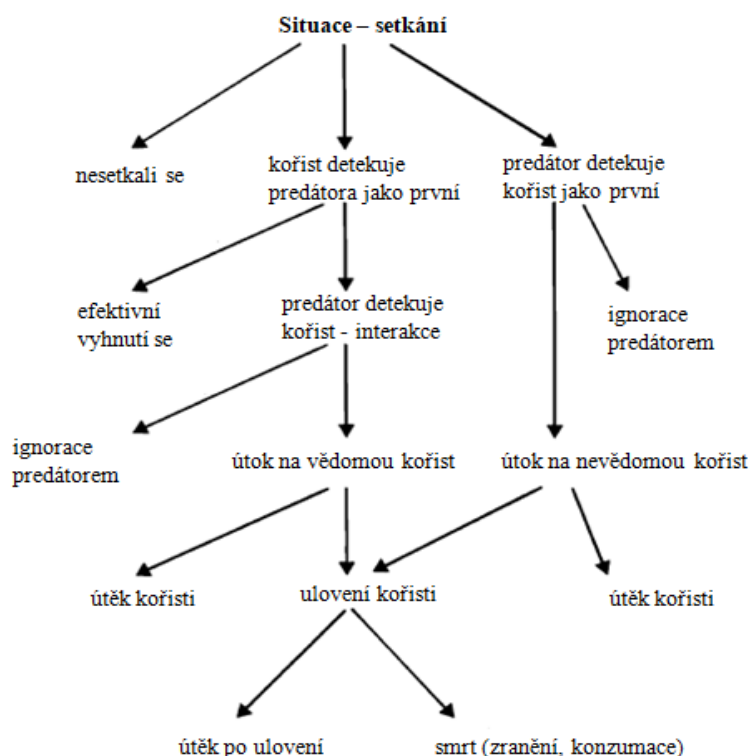 Situace – setkání
nesetkali se
kořist detekuje
predátora jako první
predátor detekuje
kořist jako první
efektivní
vyhnutí se
predátor detekuje
kořist - interakce
ignorace
predátorem
ignorace
predátorem
útok na vědomou kořist
útok na nevědomou kořist
útěk kořisti
ulovení kořisti
útěk kořisti
útěk po ulovení
smrt (zranění, konzumace)